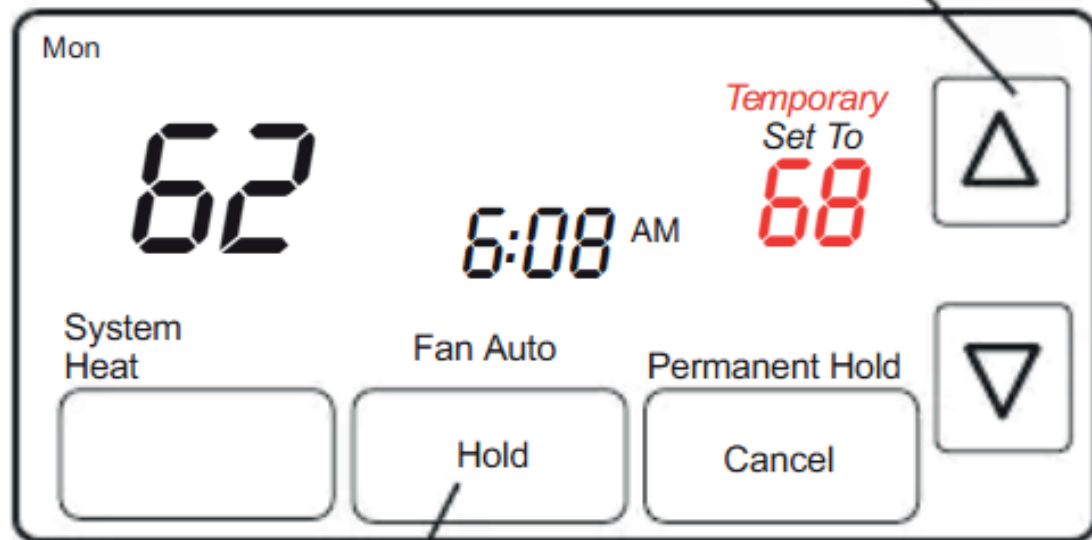 Mon
Temporary
Set To
62
68
6:08 AM
System
Heat
Fan Auto
Permanent Hold
Hold
Cancel